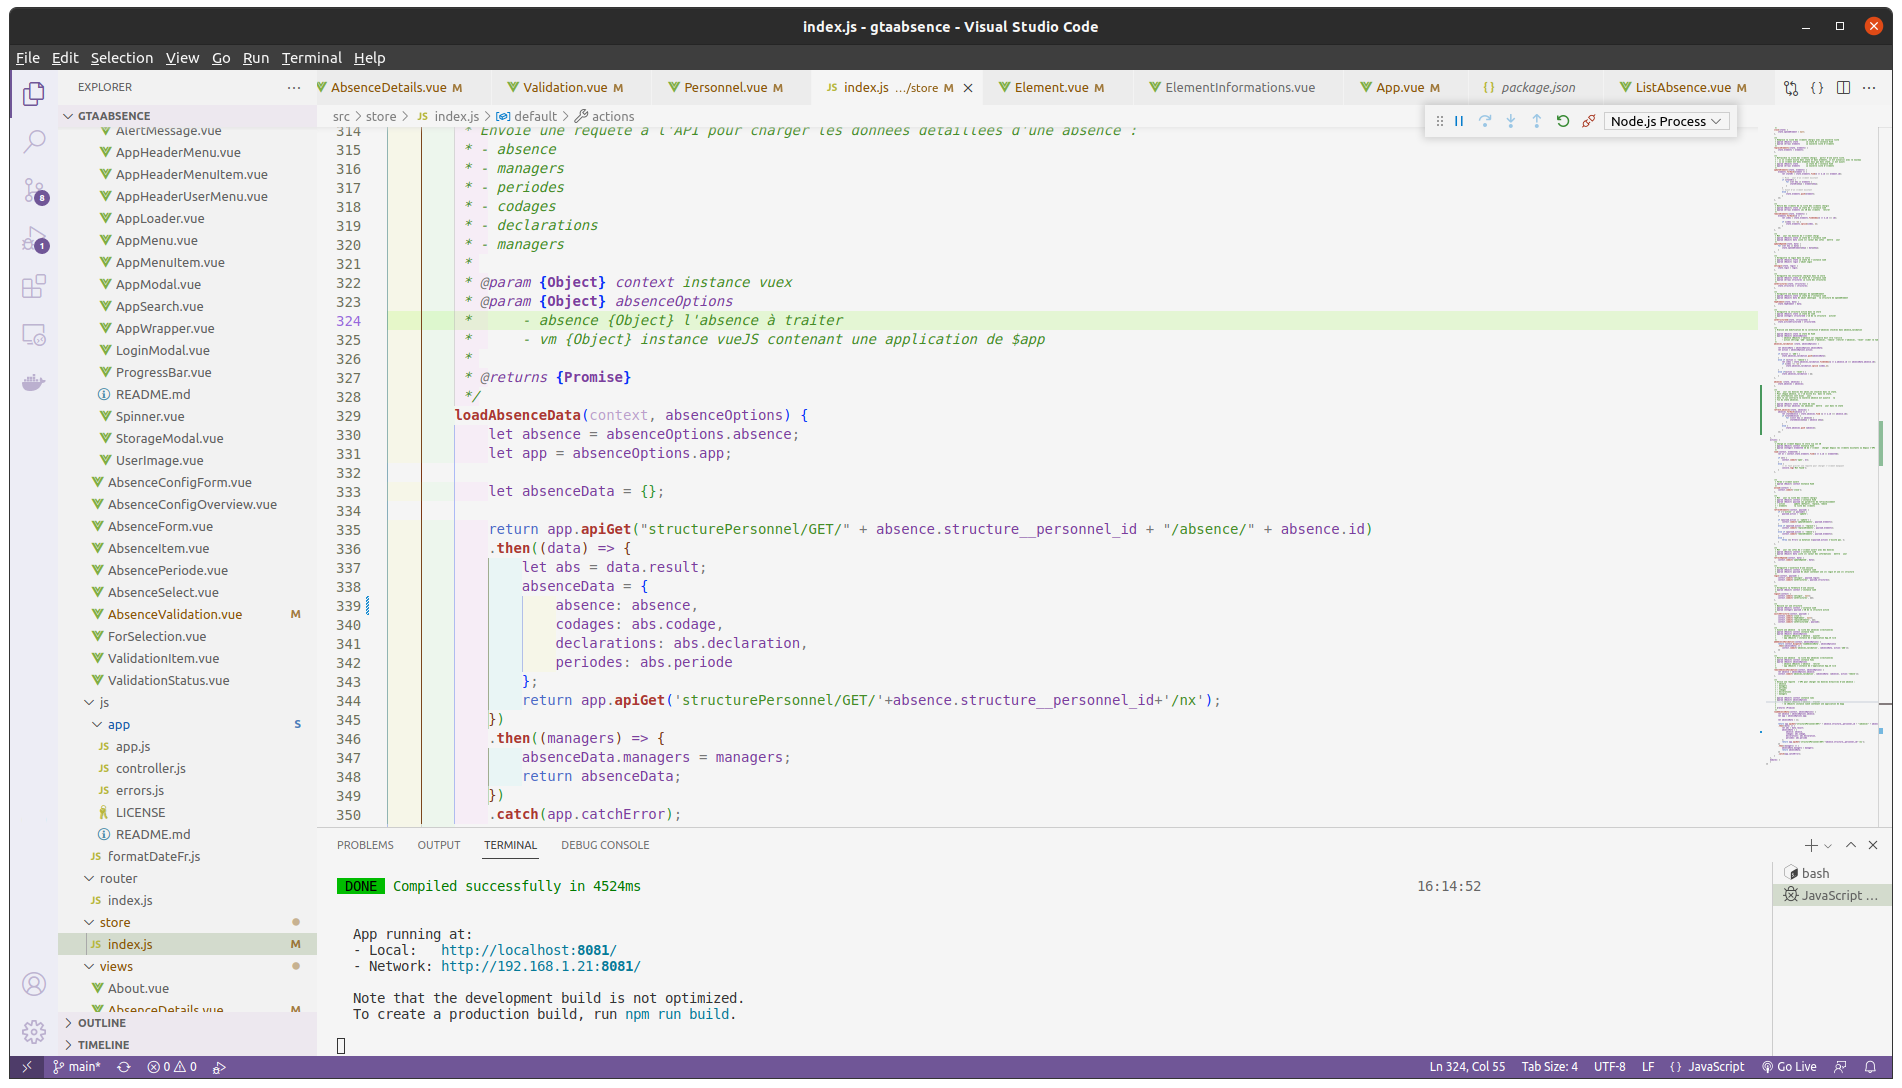 index.js - gtaabsence - Visual Studio Code
File Edit Selection View Go Run Terminal Help
EXPLORER
AbsenceDetails.vue M
Validation.vue M
Personnel.vue M
JS index.js .../store M
Element.vue M
ElementInformations.vue
App.vue M
{} package.json
ListAbsence.vue M
GTAABSENCE
src > store > JS index.js > default > actions
Node.js Process
AlertMessage.vue
AppHeaderMenu.vue
AppHeaderMenuItem.vue
AppHeaderUserMenu.vue
AppLoader.vue
AppMenu.vue
AppMenuItem.vue
AppModal.vue
AppSearch.vue
AppWrapper.vue
LoginModal.vue
ProgressBar.vue
README.md
Spinner.vue
StorageModal.vue
UserImage.vue
AbsenceConfigForm.vue
AbsenceConfigOverview.vue
AbsenceForm.vue
AbsenceItem.vue
AbsencePeriode.vue
AbsenceSelect.vue
AbsenceValidation.vue M
ForSelection.vue
ValidationItem.vue
ValidationStatus.vue
js
app S
JS app.js
JS controller.js
JS errors.js
LICENSE
README.md
JS formatDateFr.js
router
JS index.js
store
JS index.js M
views
About.vue
AbsenceDetails.vue M
OUTLINE
TIMELINE
8
1
314 * Envoie une requête à l'API pour charger les données détaillées d'une absence :
315 * - absence
316 * - managers
317 * - periodes
318 * - codages
319 * - declarations
320 * - managers
321 *
322 * @param {Object} context instance vuex
323 * @param {Object} absenceOptions
324 *      - absence {Object} l'absence à traiter
325 *      - vm {Object} instance vueJS contenant une application de $app
326 *
327 * @returns {Promise}
328 */
329 loadAbsenceData(context, absenceOptions) {
330 let absence = absenceOptions.absence;
331 let app = absenceOptions.app;
332
333 let absenceData = {};
334
335 return app.apiGet("structurePersonnel/GET/" + absence.structure__personnel_id + "/absence/" + absence.id)
336 .then((data) => {
337 let abs = data.result;
338 absenceData = {
339 absence: absence,
340 codages: abs.codage,
341 declarations: abs.declaration,
342 periodes: abs.periode
343 };
344 return app.apiGet('structurePersonnel/GET/'+absence.structure__personnel_id+'/nx');
345 })
346 .then((managers) => {
347 absenceData.managers = managers;
348 return absenceData;
349 })
350 .catch(app.catchError);
PROBLEMS OUTPUT TERMINAL DEBUG CONSOLE
DONE Compiled successfully in 4524ms 16:14:52
App running at:
- Local: http://localhost:8081/
- Network: http://192.168.1.21:8081/
Note that the development build is not optimized.
To create a production build, run npm run build.
bash
JavaScript ...
main* 0 0 Ln 324, Col 55 Tab Size: 4 UTF-8 LF {} JavaScript Go Live